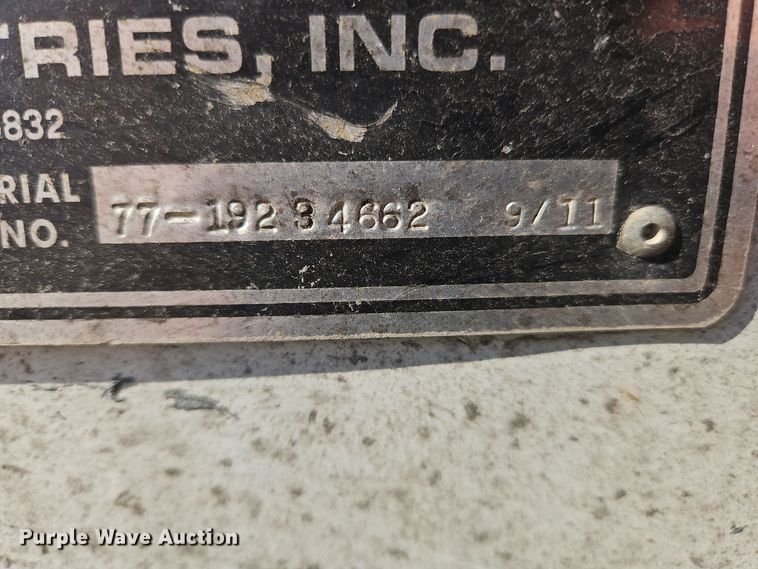 TRIES, INC.
832
RIAL 77-19234662 9/11
NO.
Purple Wave Auction